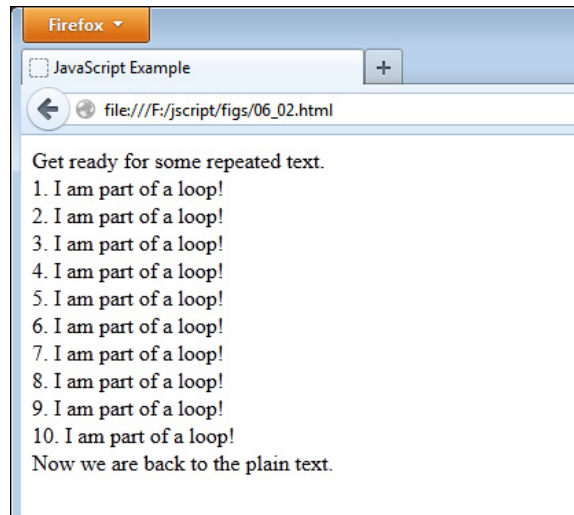 Firefox
JavaScript Example
+
file:///F:/jscript/figs/06_02.html
Get ready for some repeated text.
1. I am part of a loop!
2. I am part of a loop!
3. I am part of a loop!
4. I am part of a loop!
5. I am part of a loop!
6. I am part of a loop!
7. I am part of a loop!
8. I am part of a loop!
9. I am part of a loop!
10. I am part of a loop!
Now we are back to the plain text.